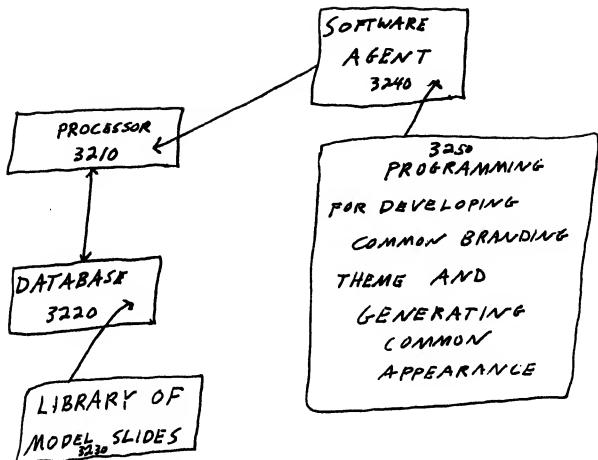 SOFTWARE
AGENT
3240
PROCESSOR
3210
3250
PROGRAMMING
FOR DEVELOPING
COMMON BRANDING
THEME AND
GENERATING
COMMON
APPEARANCE
DATABASE
3220
LIBRARY OF
MODEL SLIDES
3230